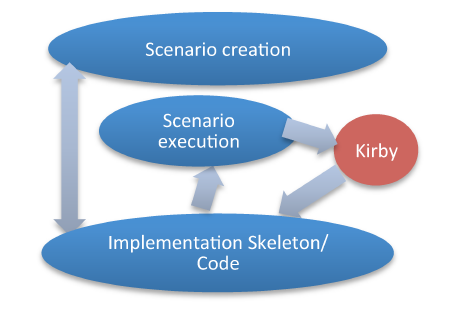 Scenario creation
Scenario
execution
Kirby
Implementation Skeleton/
Code